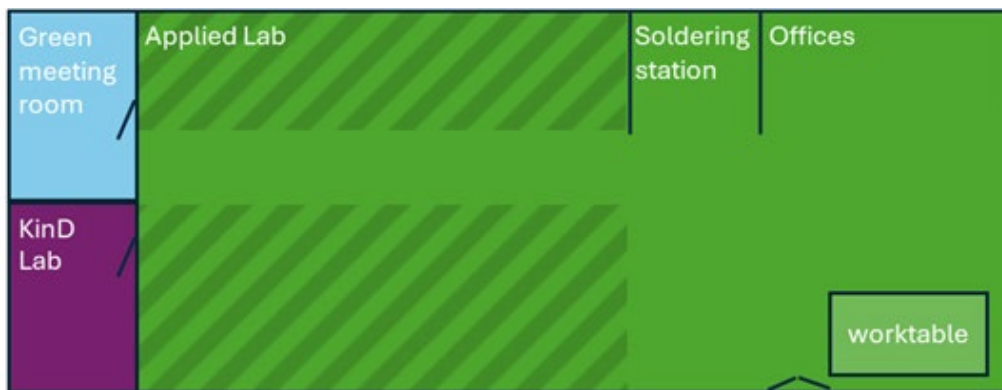 Green
meeting
room
Applied Lab
Soldering
station
Offices
KinD
Lab
worktable